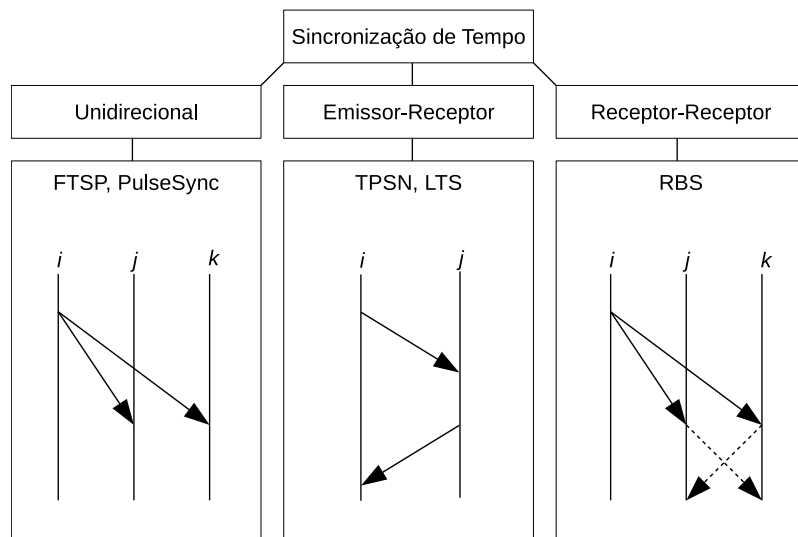 Sincronização de Tempo
Unidirecional
Emissor-Receptor
Receptor-Receptor
FTSP, PulseSync
TPSN, LTS
RBS
i j k
i j
i j k